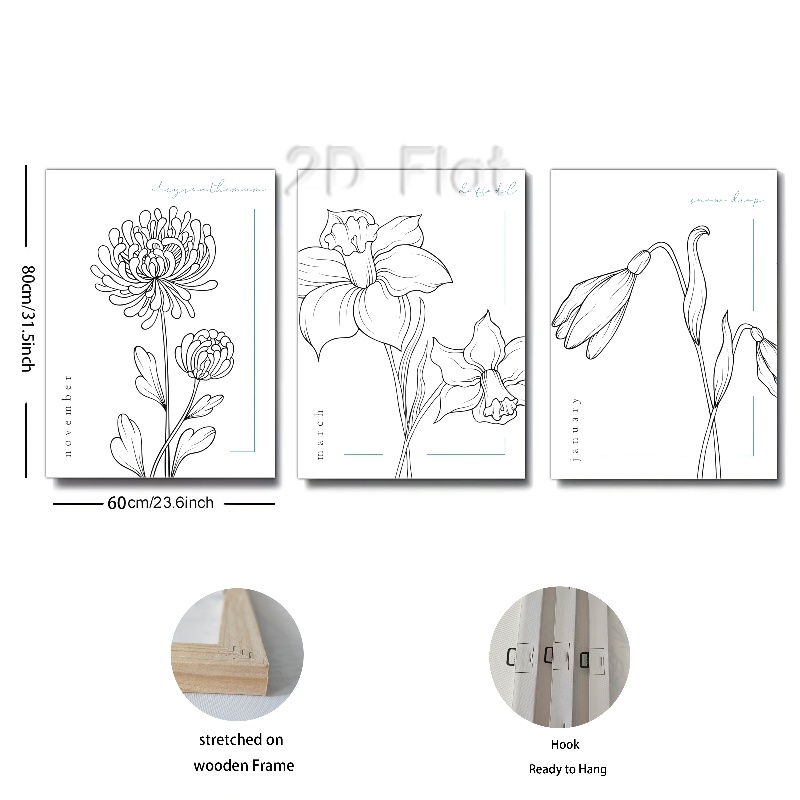 2D Flat
chrysanthemum
daffodil
snow drop
november
march
january
80cm/31.5inch
60cm/23.6inch
stretched on
wooden Frame
Hook
Ready to Hang